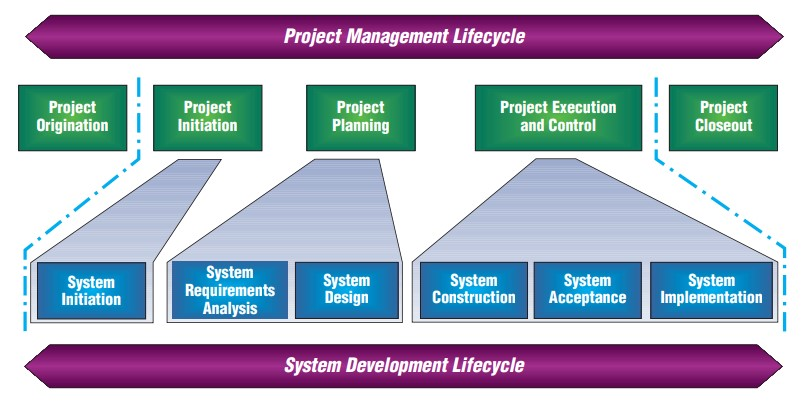 Project Management Lifecycle
Project
Origination
Project
Initiation
Project
Planning
Project Execution
and Control
Project
Closeout
System
Initiation
System
Requirements
Analysis
System
Design
System
Construction
System
Acceptance
System
Implementation
System Development Lifecycle